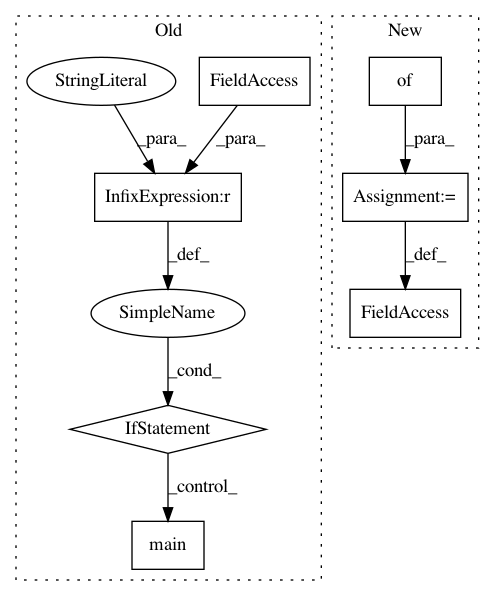 Old
New
StringLiteral
FieldAccess
of
_para_
_para_
_para_
InfixExpression:r
Assignment:=
_def_
_def_
SimpleName
FieldAccess
_cond_
IfStatement
_control_
main